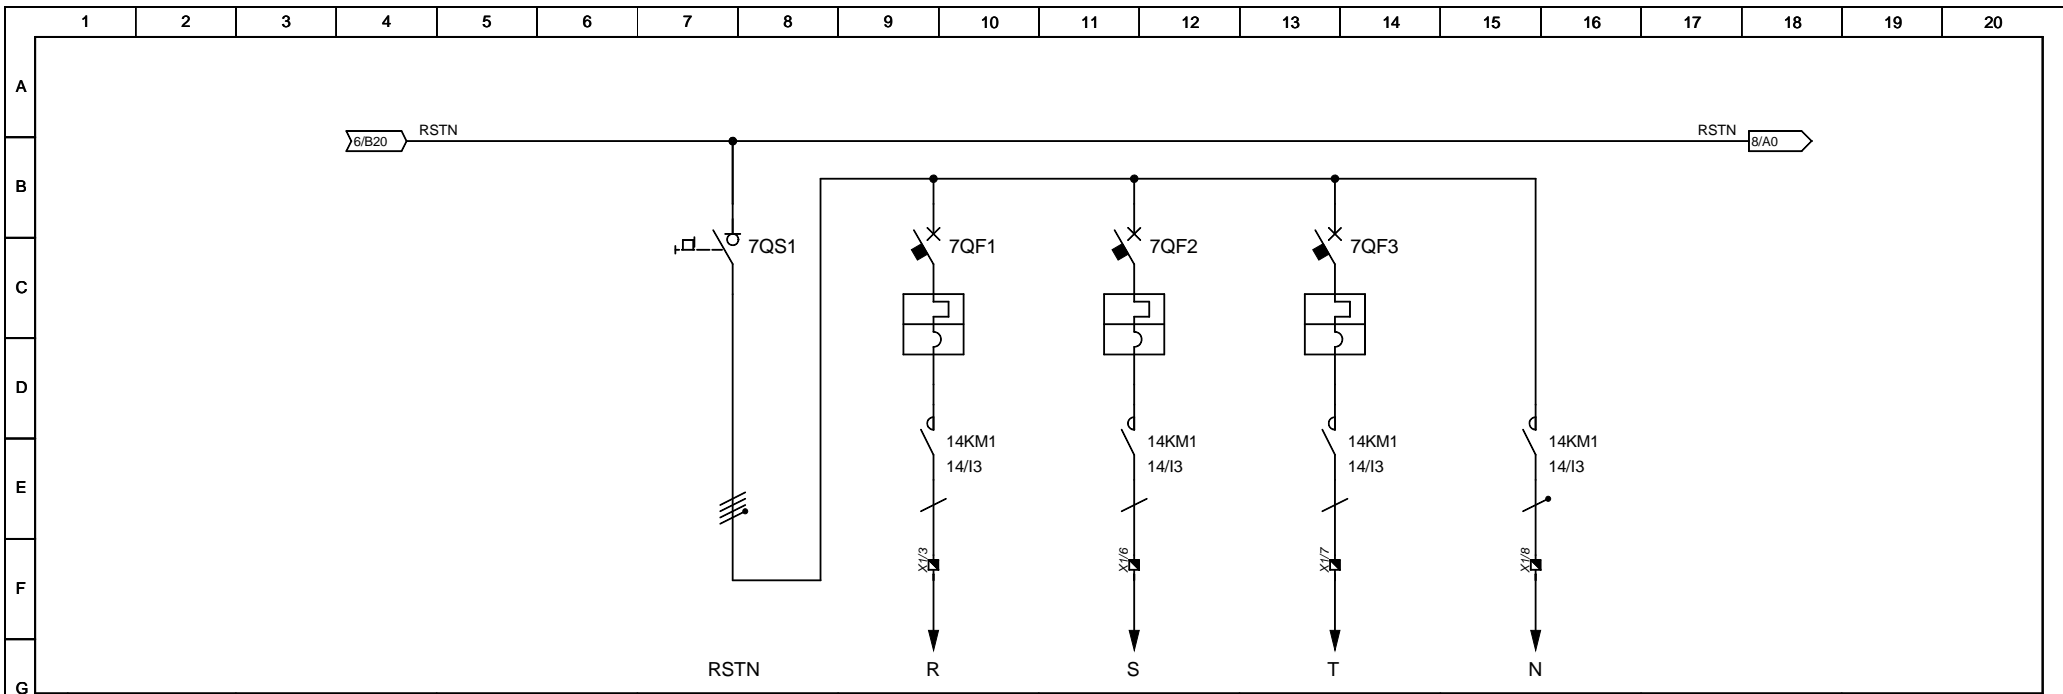 1 2 3 4 5 6 7 8 9 10 11 12 13 14 15 16 17 18 19 20
A
RSTN RSTN
6/B20 8/A0
B
7QS1 7QF1 7QF2 7QF3
C
D
14KM1 14KM1 14KM1 14KM1
14/I3 14/I3 14/I3 14/I3
E
X1/3 X1/6 X1/7 X1/8
F
RSTN R S T N
G